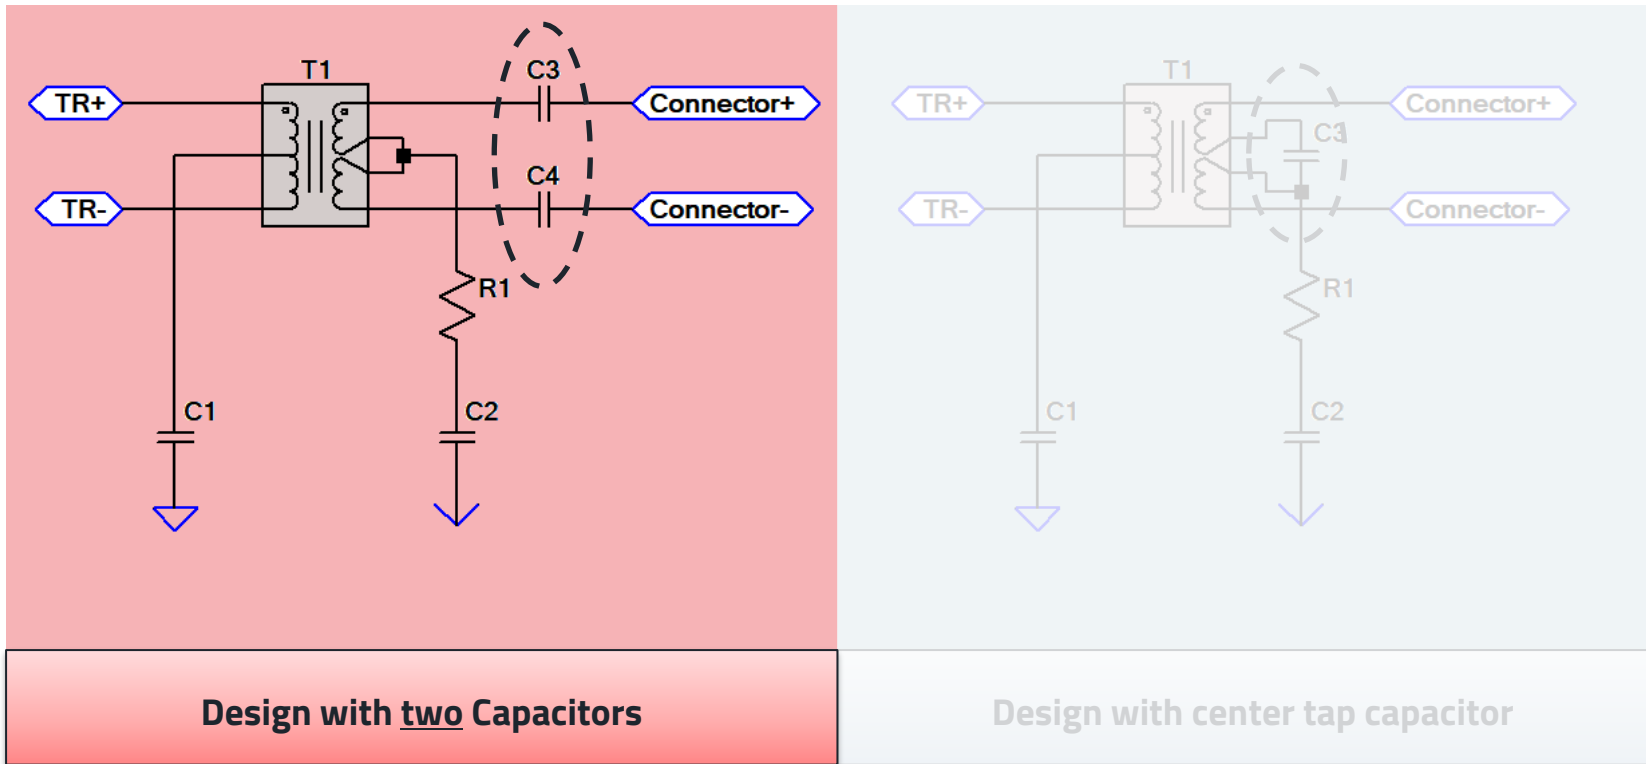 T1
C3
TR+
Connector+
C4
TR-
Connector-
R1
C1
C2
Design with two Capacitors
T1
TR+
Connector+
C3
TR-
Connector-
R1
C1
C2
Design with center tap capacitor